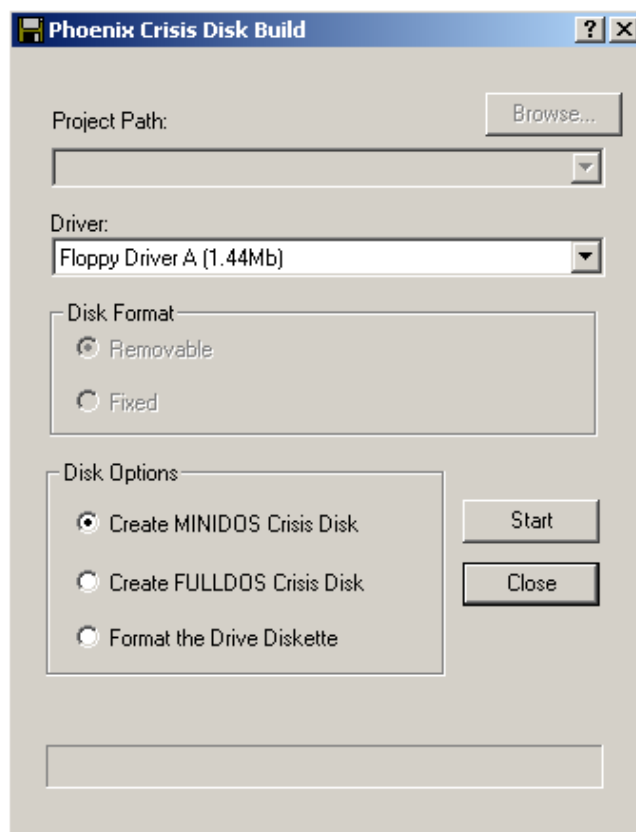 Phoenix Crisis Disk Build
Project Path:
Browse...
Driver:
Floppy Driver A (1.44Mb)
Disk Format
Removable
Fixed
Disk Options
Create MINIDOS Crisis Disk
Start
Create FULLDOS Crisis Disk
Close
Format the Drive Diskette